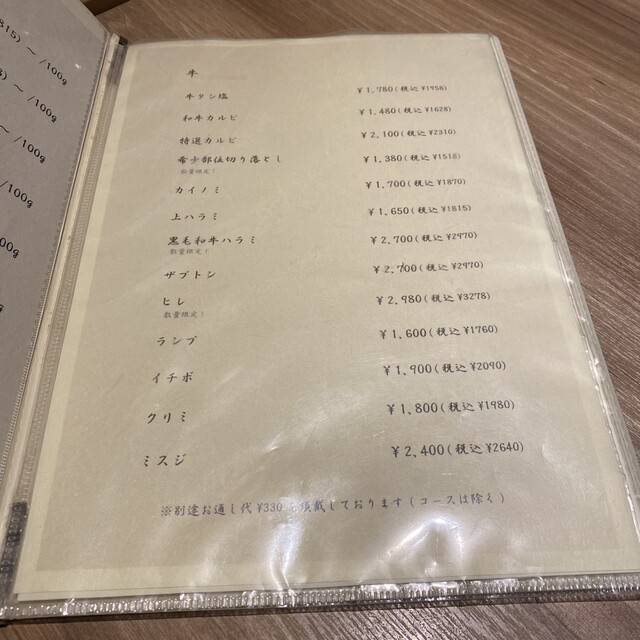 815) 〜 /100g
) 〜 /100g
〜 /100g
/100g
00g
牛
牛タン塩 ¥1,780(税込¥1958)
和牛カルビ ¥1,480(税込¥1628)
特選カルビ ¥2,100(税込¥2310)
希少部位切り落とし ¥1,380(税込¥1518)
数量限定!
カイノミ ¥1,700(税込¥1870)
上ハラミ ¥1,650(税込¥1815)
黒毛和牛ハラミ ¥2,700(税込¥2970)
数量限定!
ザブトン ¥2,700(税込¥2970)
ヒレ ¥2,980(税込¥3278)
数量限定!
ランプ ¥1,600(税込¥1760)
イチボ ¥1,900(税込¥2090)
クリミ ¥1,800(税込¥1980)
ミスジ ¥2,400(税込¥2640)
※別途お通し代¥330を頂戴しております(コースは除く)